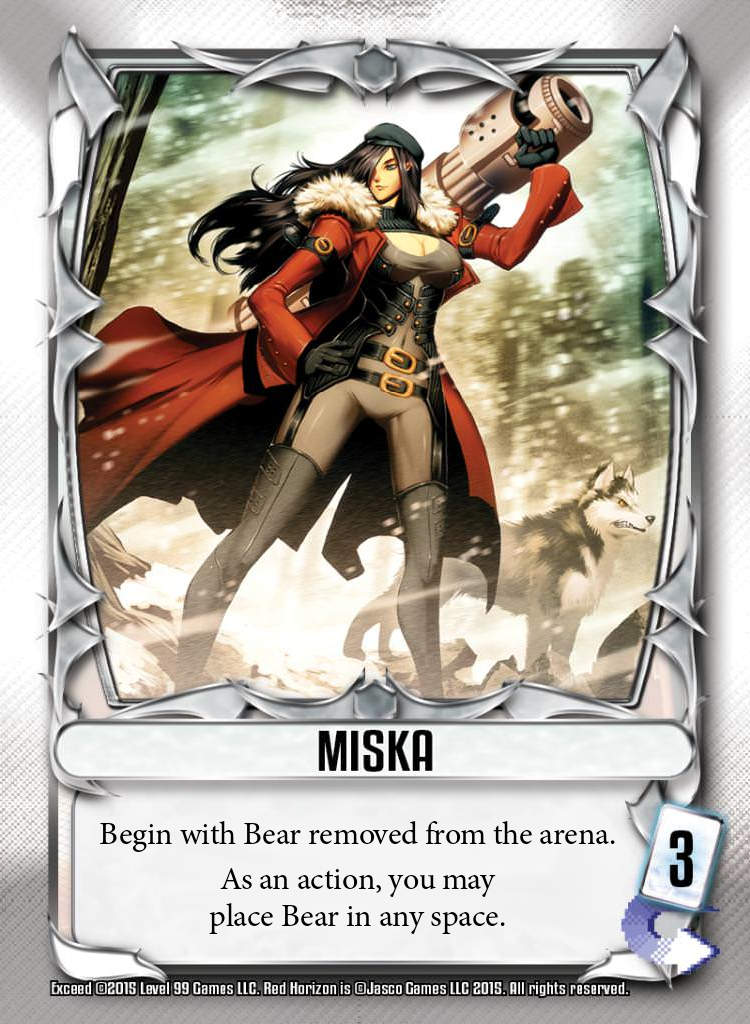 MISKA
Begin with Bear removed from the arena.
As an action, you may
place Bear in any space.
3
Exceed ©2015 Level 99 Games LLC. Red Horizon is ©Jasco Games LLC 2015. All rights reserved.